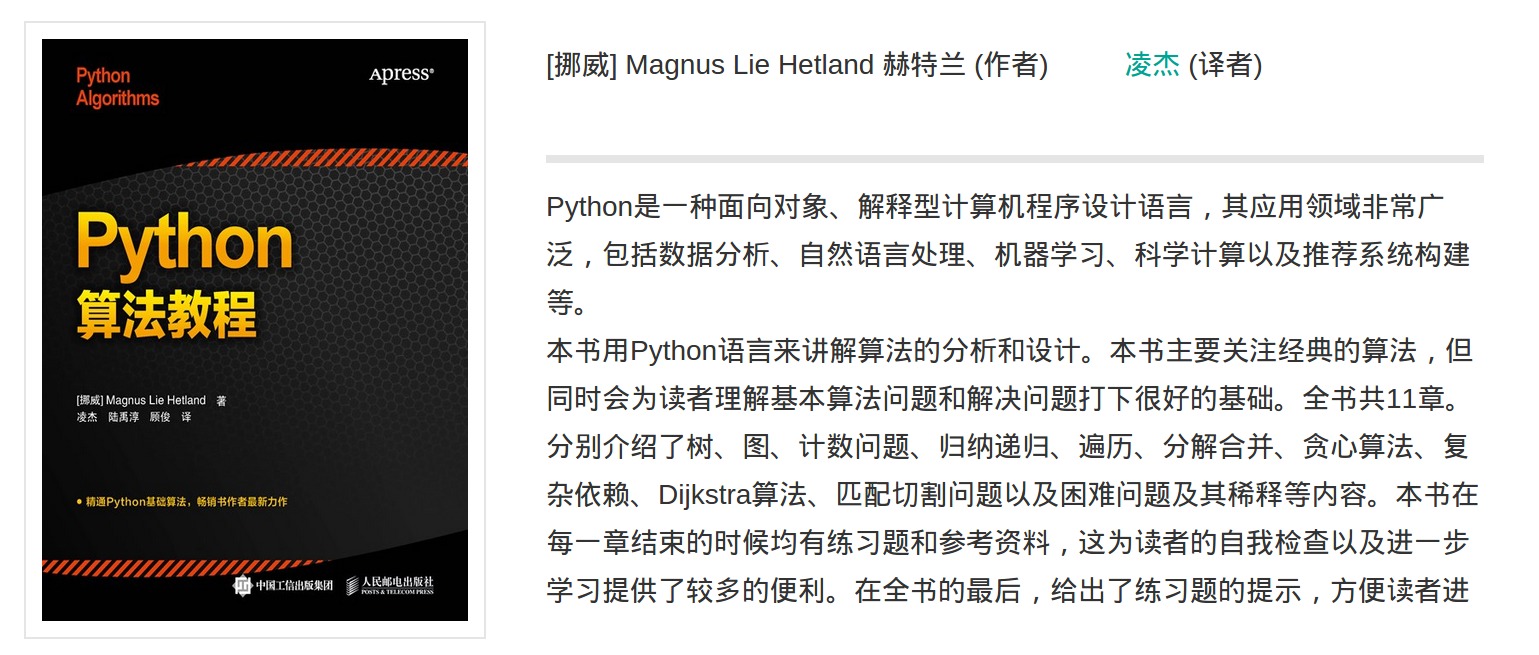 Python
Algorithms
Apress®
Python
算法教程
[挪威] Magnus Lie Hetland 著
凌杰 陆禹淳 顾俊 译
• 精通Python基础算法，畅销书作者最新力作
中国工信出版集团
人民邮电出版社
POSTS & TELECOM PRESS
[挪威] Magnus Lie Hetland 赫特兰 (作者) 凌杰 (译者)
Python是一种面向对象、解释型计算机程序设计语言，其应用领域非常广
泛，包括数据分析、自然语言处理、机器学习、科学计算以及推荐系统构建
等。
本书用Python语言来讲解算法的分析和设计。本书主要关注经典的算法，但
同时会为读者理解基本算法问题和解决问题打下很好的基础。全书共11章。
分别介绍了树、图、计数问题、归纳递归、遍历、分解合并、贪心算法、复
杂依赖、Dijkstra算法、匹配切割问题以及困难问题及其稀释等内容。本书在
每一章结束的时候均有练习题和参考资料，这为读者的自我检查以及进一步
学习提供了较多的便利。在全书的最后，给出了练习题的提示，方便读者进